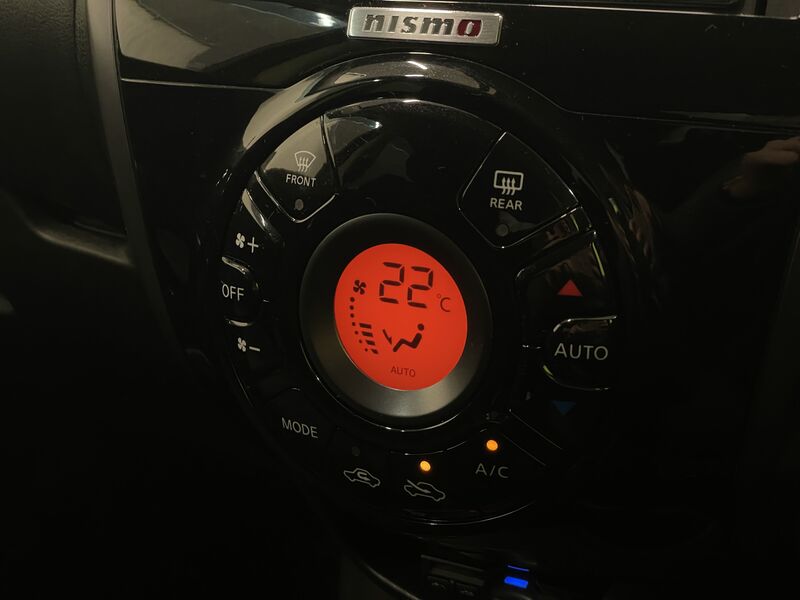 nismo
FRONT
REAR
+
OFF
22°C
AUTO
AUTO
-
MODE
A/C